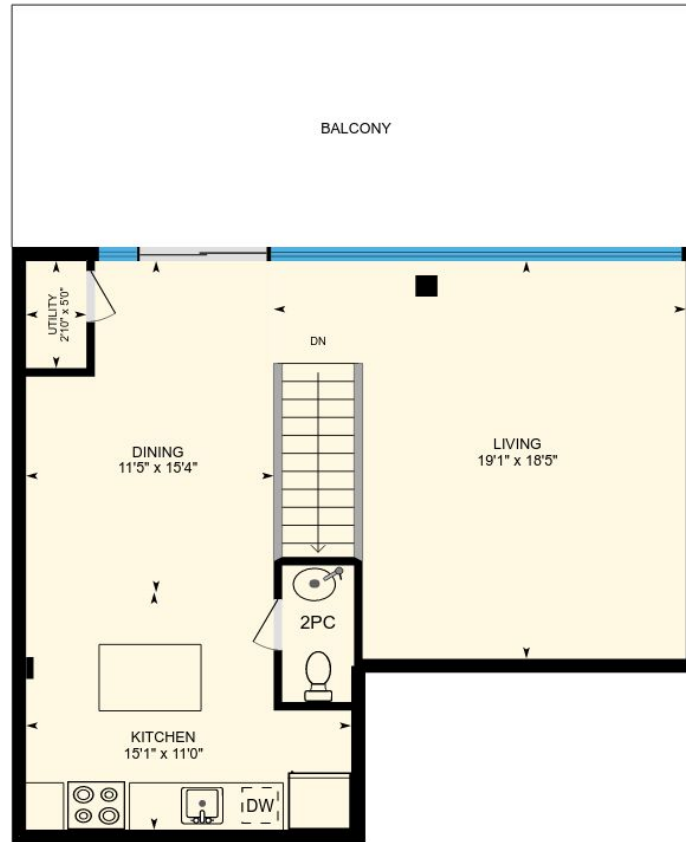 BALCONY
UTILITY
2'10" x 5'0"
DN
DINING
11'5" x 15'4"
LIVING
19'1" x 18'5"
2PC
KITCHEN
15'1" x 11'0"
DW